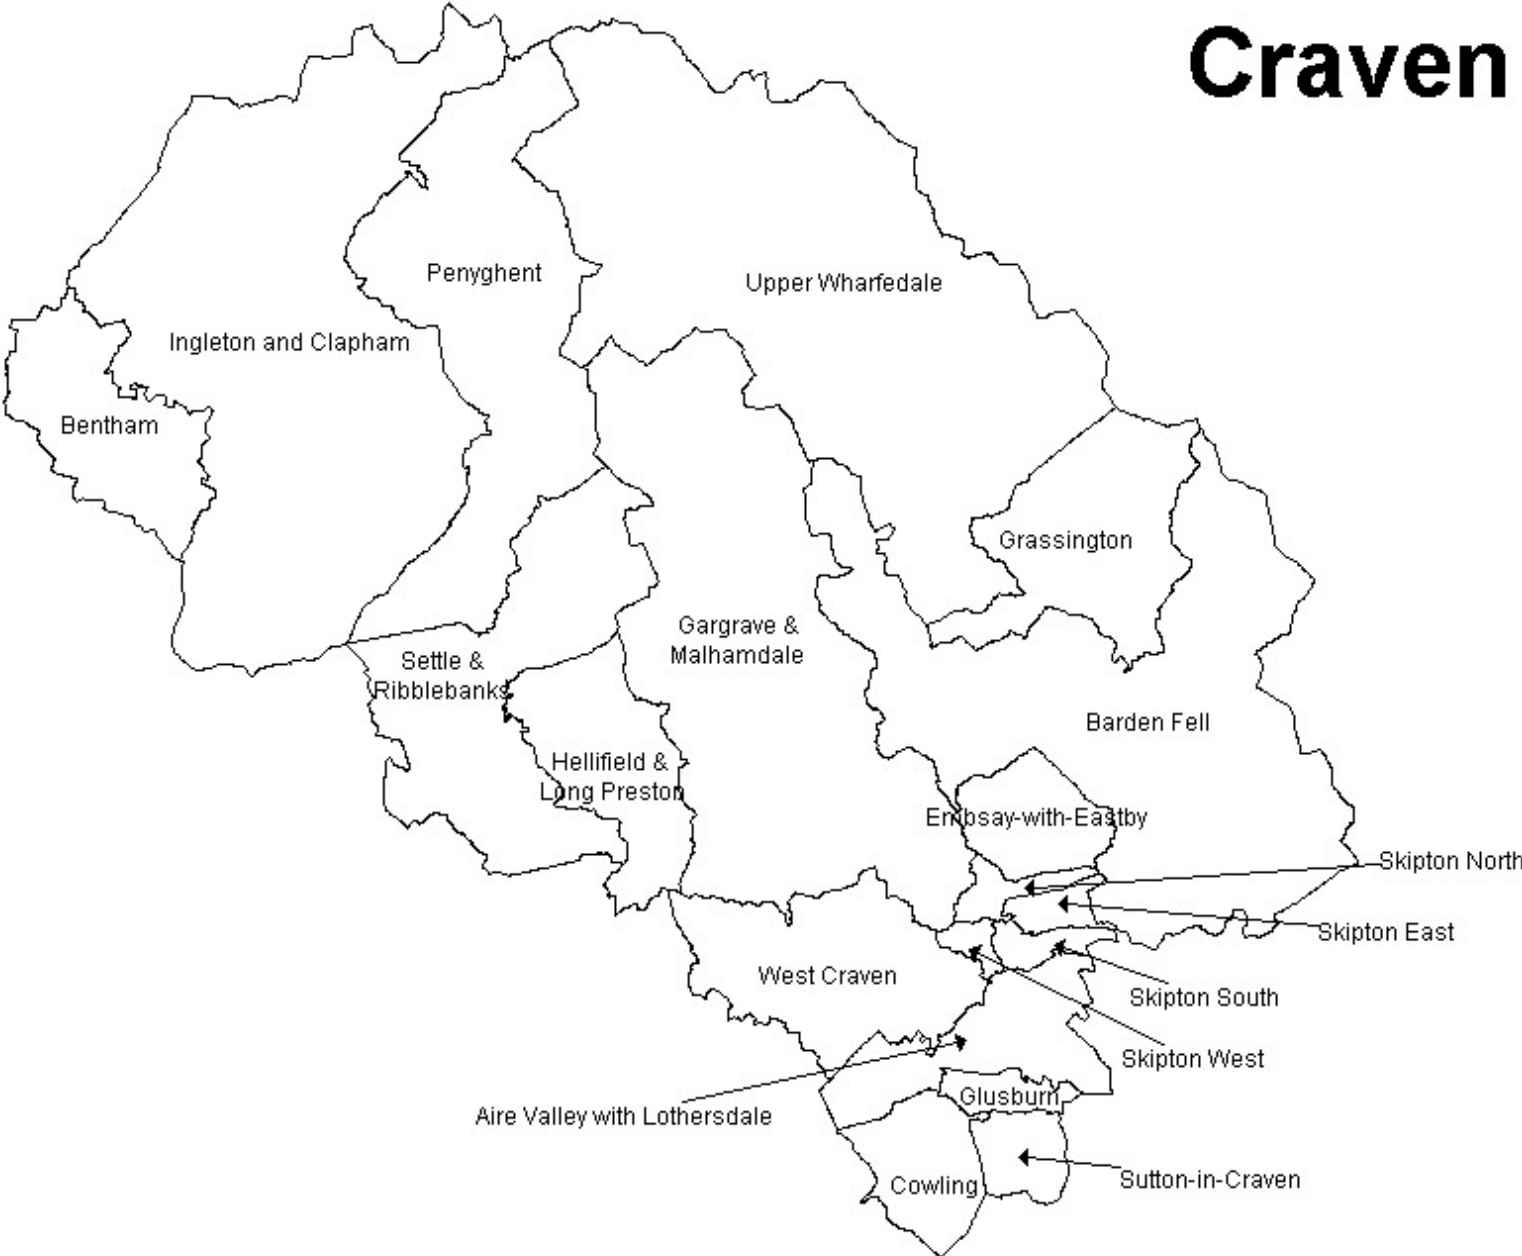 Craven
Penyghent
Upper Wharfedale
Ingleton and Clapham
Bentham
Grassington
Gargrave &
Malhamdale
Settle &
Ribblebanks
Barden Fell
Hellifield &
Long Preston
Embsay-with-Eastby
Skipton North
Skipton East
West Craven
Skipton South
Skipton West
Glusburn
Aire Valley with Lothersdale
Cowling
Sutton-in-Craven